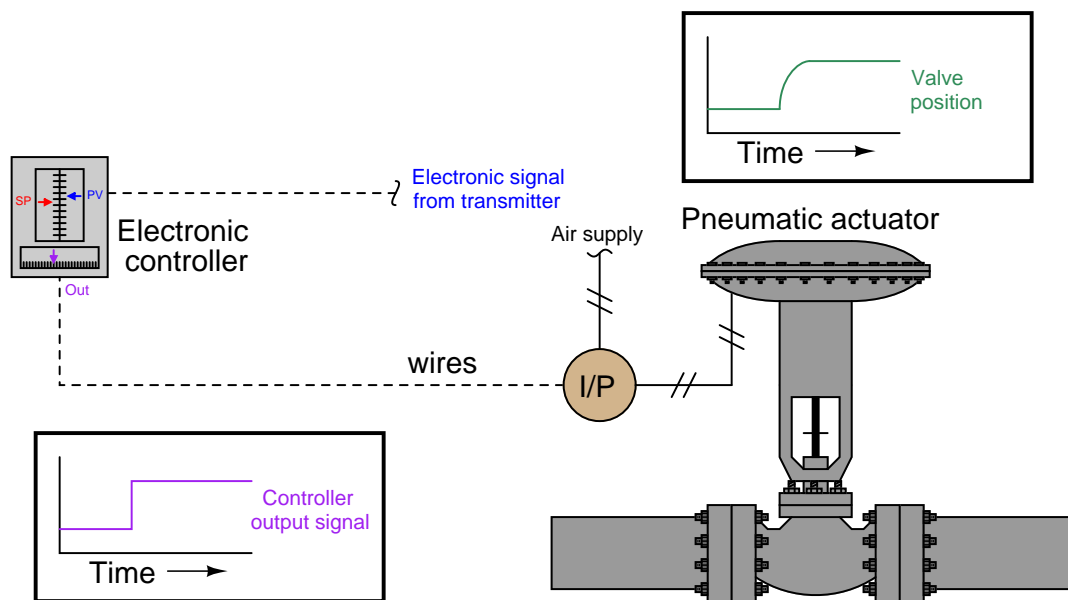 Valve
position
Time
SP
PV
Electronic signal
from transmitter
Electronic
controller
Out
Air supply
Pneumatic actuator
wires
I/P
Controller
output signal
Time